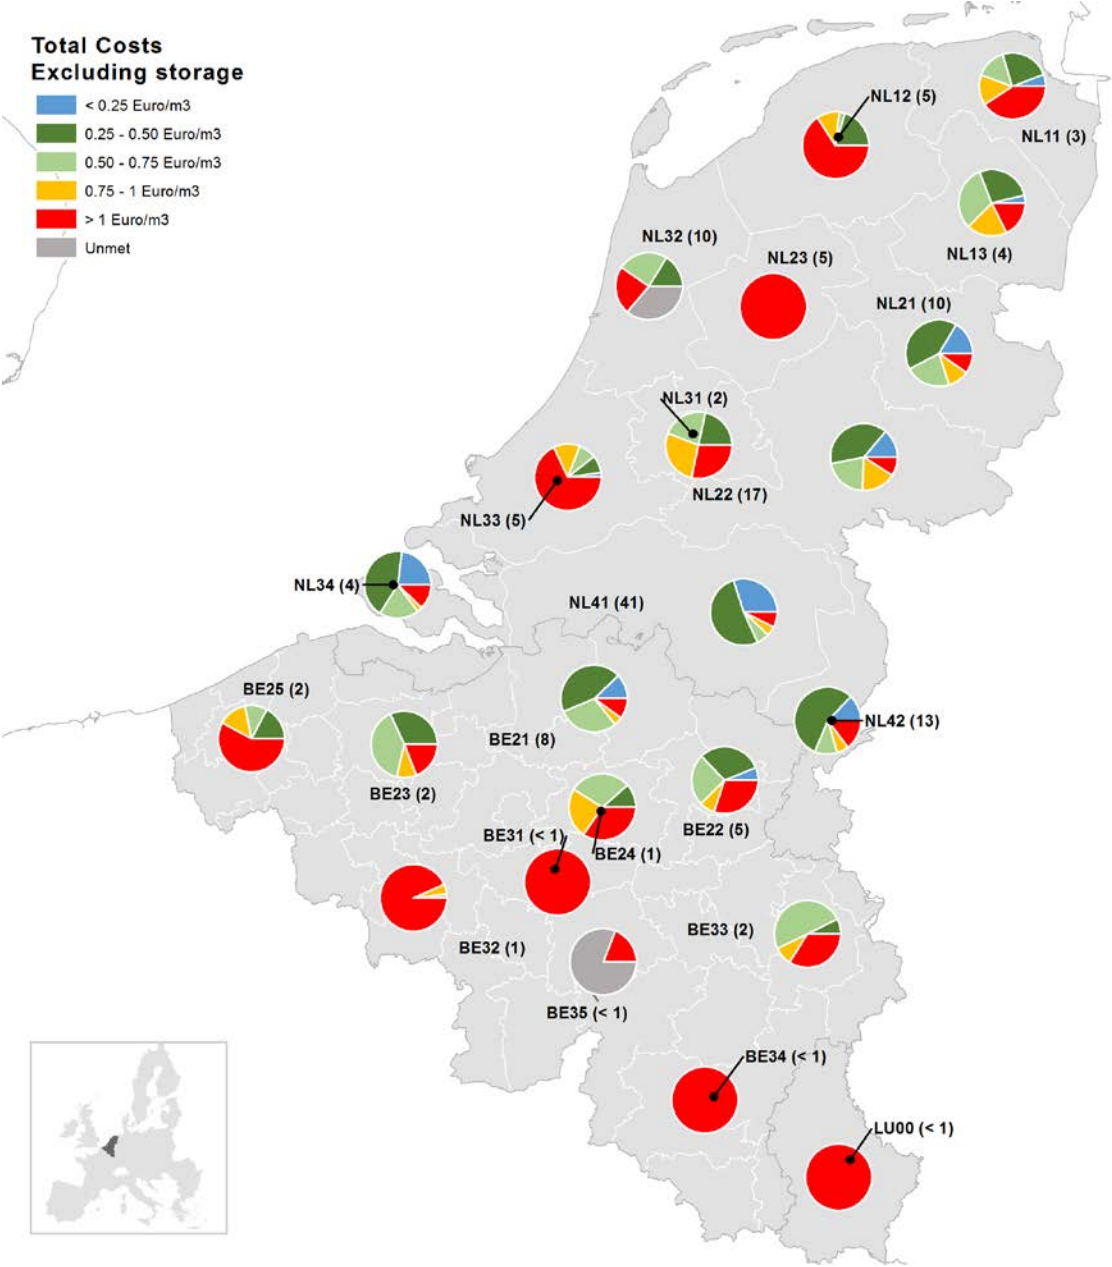 Total Costs
Excluding storage
< 0.25 Euro/m3
0.25 - 0.50 Euro/m3
0.50 - 0.75 Euro/m3
0.75 - 1 Euro/m3
> 1 Euro/m3
Unmet
NL12 (5)
NL11 (3)
NL32 (10)
NL13 (4)
NL23 (5)
NL21 (10)
NL31 (2)
NL22 (17)
NL33 (5)
NL34 (4)
NL41 (41)
BE25 (2)
NL42 (13)
BE21 (8)
BE23 (2)
BE22 (5)
BE31 (< 1)
BE24 (1)
BE33 (2)
BE32 (1)
BE35 (< 1)
BE34 (< 1)
LU00 (< 1)